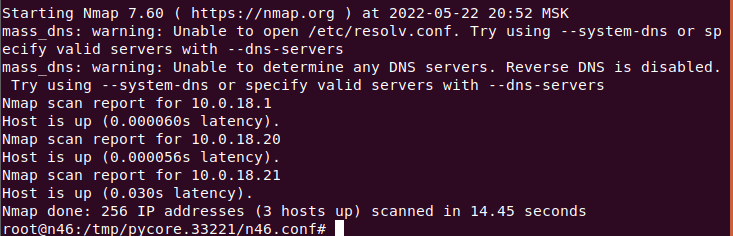 Starting Nmap 7.60 ( https://nmap.org ) at 2022-05-22 20:52 MSK
mass_dns: warning: Unable to open /etc/resolv.conf. Try using --system-dns or sp
ecify valid servers with --dns-servers
mass_dns: warning: Unable to determine any DNS servers. Reverse DNS is disabled.
 Try using --system-dns or specify valid servers with --dns-servers
Nmap scan report for 10.0.18.1
Host is up (0.000060s latency).
Nmap scan report for 10.0.18.20
Host is up (0.000056s latency).
Nmap scan report for 10.0.18.21
Host is up (0.030s latency).
Nmap done: 256 IP addresses (3 hosts up) scanned in 14.45 seconds
root@n46:/tmp/pycore.33221/n46.conf#